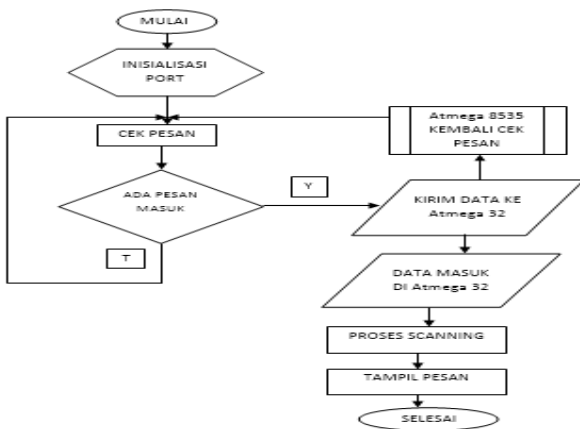 MULAI
INISIALISASI
PORT
CEK PESAN
ADA PESAN
MASUK
Y
T
Atmega 8535
KEMBALI CEK
PESAN
KIRIM DATA KE
Atmega 32
DATA MASUK
DI Atmega 32
PROSES SCANNING
TAMPIL PESAN
SELESAI